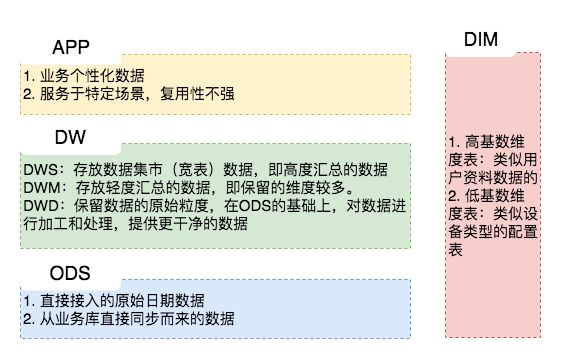 APP
1. 业务个性化数据
2. 服务于特定场景，复用性不强
DW
DWS：存放数据集市（宽表）数据，即高度汇总的数据
DWM：存放轻度汇总的数据，即保留的维度较多。
DWD：保留数据的原始粒度，在ODS的基础上，对数据进
行加工和处理，提供更干净的数据
ODS
1. 直接接入的原始日期数据
2. 从业务库直接同步而来的数据
DIM
1. 高基数维
度表：类似用
户资料数据的
2. 低基数维
度表：类似设
备类型的配置
表